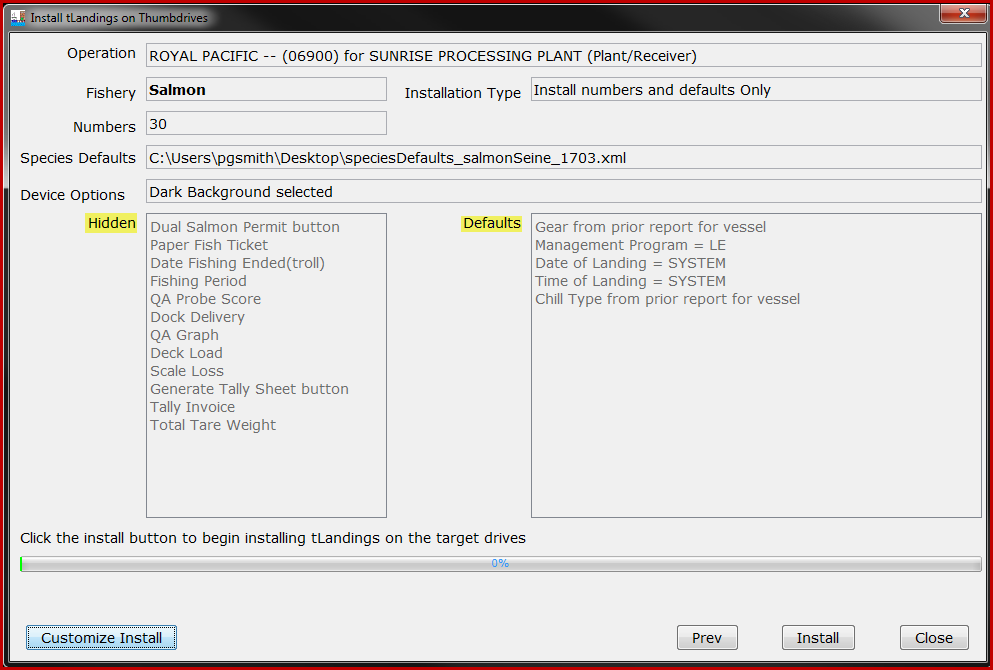 Install tLandings on Thumbdrives
Operation ROYAL PACIFIC -- (06900) for SUNRISE PROCESSING PLANT (Plant/Receiver)
Fishery Salmon Installation Type Install numbers and defaults Only
Numbers 30
Species Defaults C:\Users\pgsmith\Desktop\speciesDefaults_salmonSeine_1703.xml
Device Options Dark Background selected
Hidden
Dual Salmon Permit button
Paper Fish Ticket
Date Fishing Ended(troll)
Fishing Period
QA Probe Score
Dock Delivery
QA Graph
Deck Load
Scale Loss
Generate Tally Sheet button
Tally Invoice
Total Tare Weight
Defaults
Gear from prior report for vessel
Management Program = LE
Date of Landing = SYSTEM
Time of Landing = SYSTEM
Chill Type from prior report for vessel
Click the install button to begin installing tLandings on the target drives
0%
Customize Install Prev Install Close